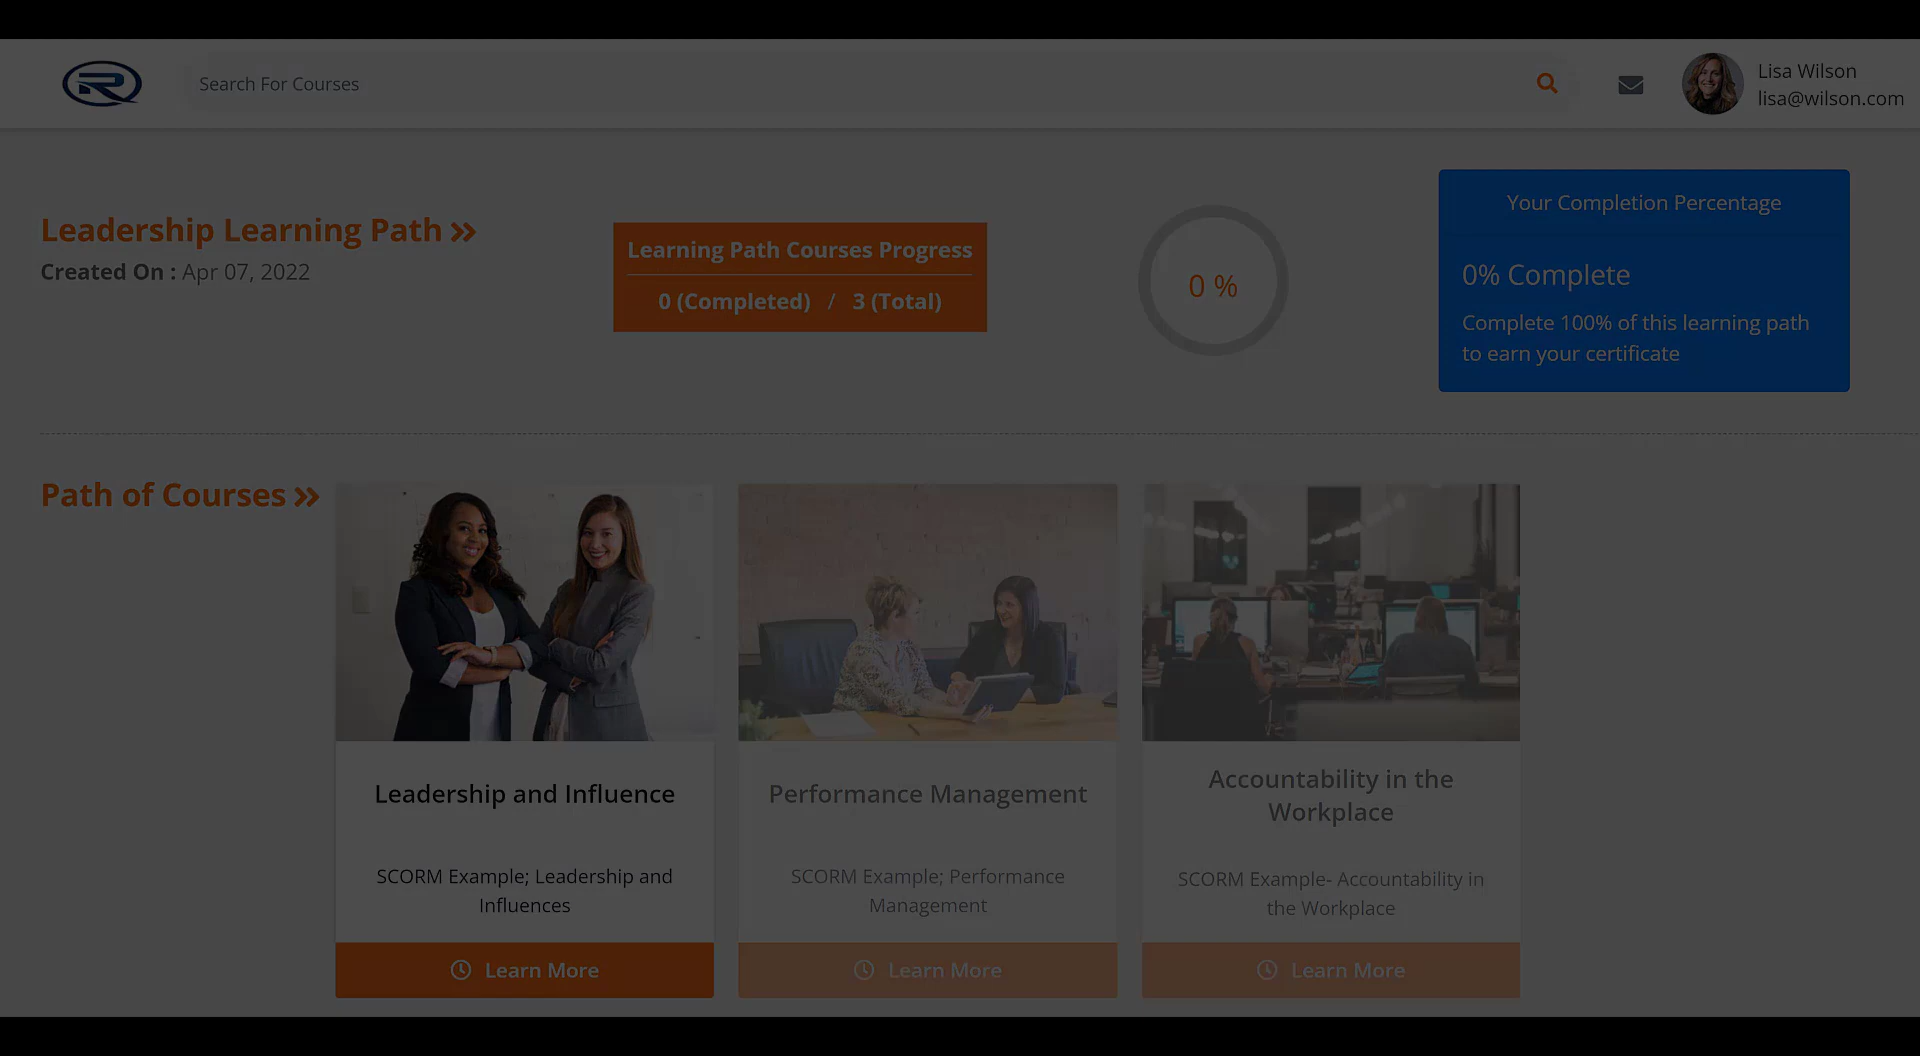 Search For Courses
Lisa Wilson
lisa@wilson.com
Leadership Learning Path
Created On : Apr 07, 2022
Learning Path Courses Progress
0 (Completed) / 3 (Total)
0 %
Your Completion Percentage
0% Complete
Complete 100% of this learning path
to earn your certificate
Path of Courses
Leadership and Influence
SCORM Example; Leadership and
Influences
Learn More
Performance Management
SCORM Example; Performance
Management
Learn More
Accountability in the
Workplace
SCORM Example- Accountability in
the Workplace
Learn More